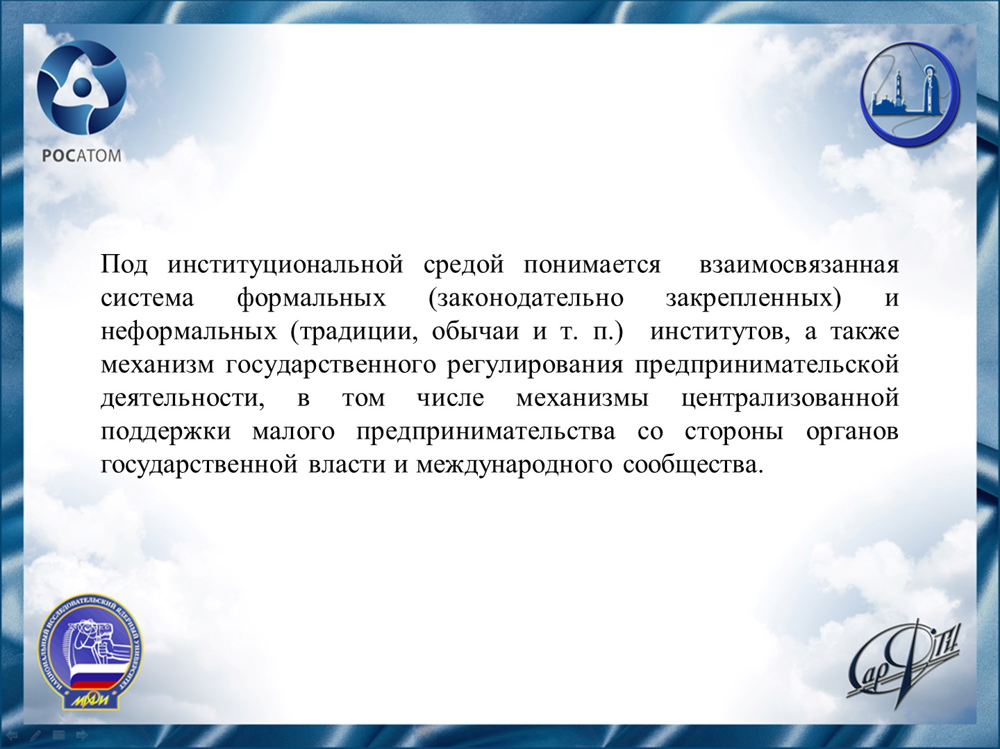 РОСАТОМ
Под институциональной средой понимается взаимосвязанная
система формальных (законодательно закрепленных) и
неформальных (традиции, обычаи и т. п.) институтов, а также
механизм государственного регулирования предпринимательской
деятельности, в том числе механизмы централизованной
поддержки малого предпринимательства со стороны органов
государственной власти и международного сообщества.
НАЦИОНАЛЬНЫЙ ИССЛЕДОВАТЕЛЬСКИЙ ЯДЕРНЫЙ УНИВЕРСИТЕТ
МИФИ
СарФТИ